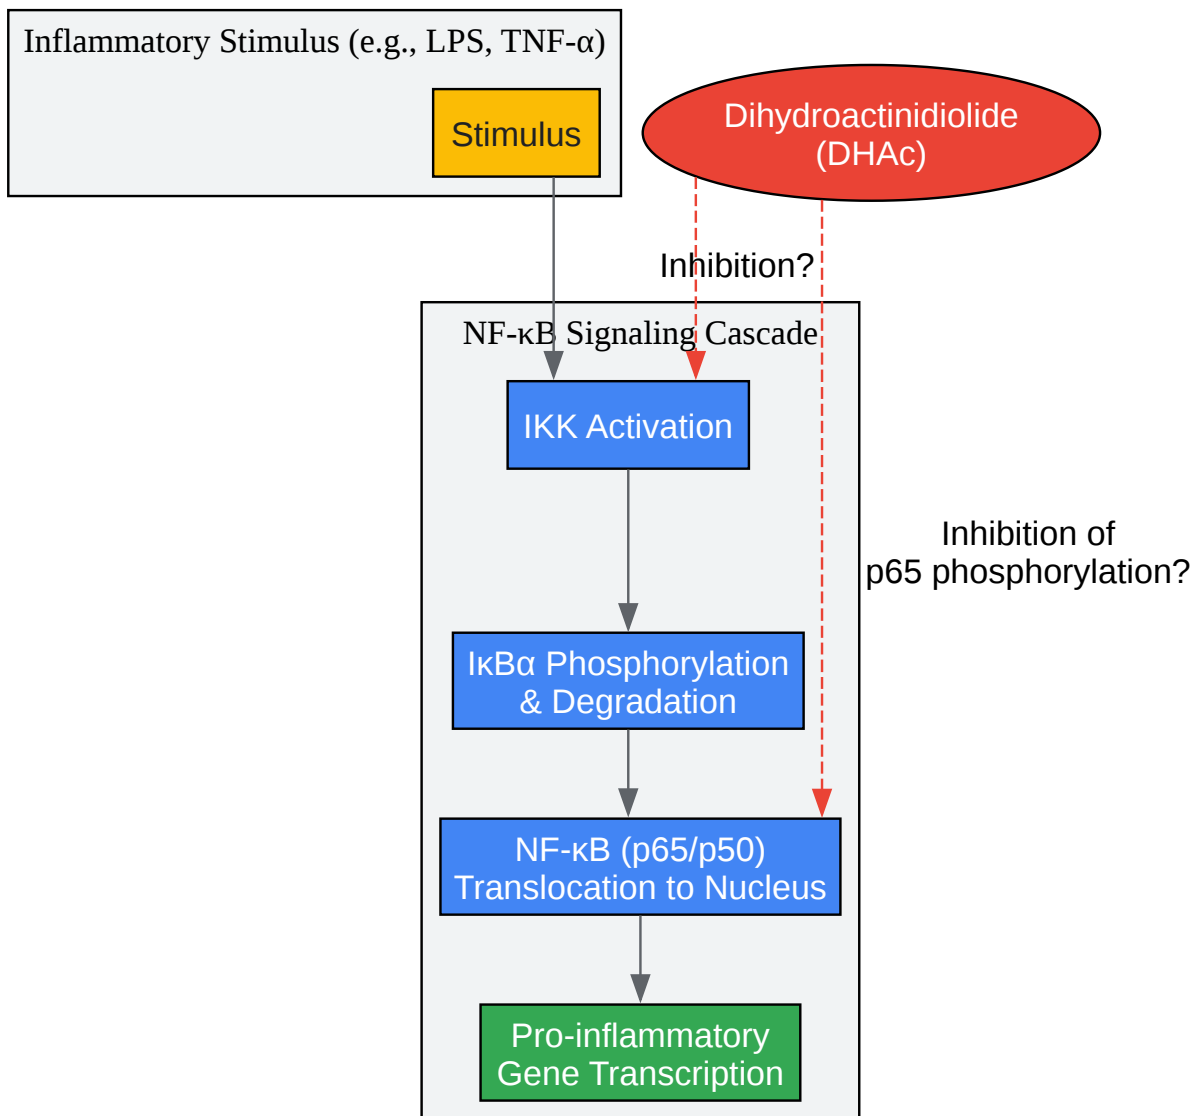 Inflammatory Stimulus (e.g., LPS, TNF-α)
Stimulus
Dihydroactinidiolide
(DHAc)
Inhibition?
NF-κB Signaling Cascade
IKK Activation
Inhibition of
p65 phosphorylation?
IκBα Phosphorylation
& Degradation
NF-κB (p65/p50)
Translocation to Nucleus
Pro-inflammatory
Gene Transcription